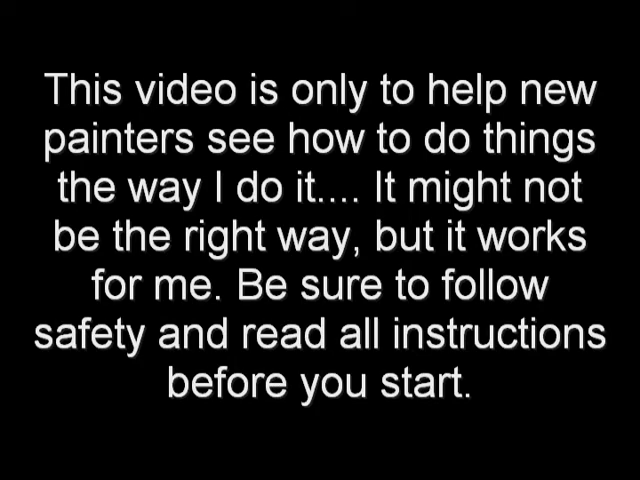 This video is only to help new
painters see how to do things
the way I do it.... It might not
be the right way, but it works
for me. Be sure to follow
safety and read all instructions
before you start.